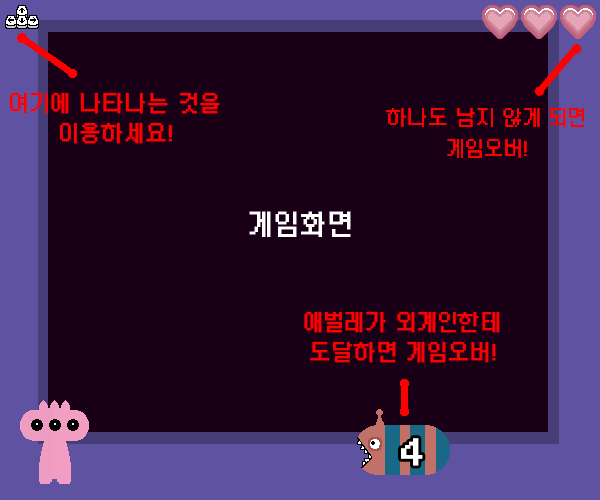 여기에 나타나는 것을
이용하세요!
하나도 남지 않게 되면
게임오버!
게임화면
애벌레가 외계인한테
도달하면 게임오버!
4